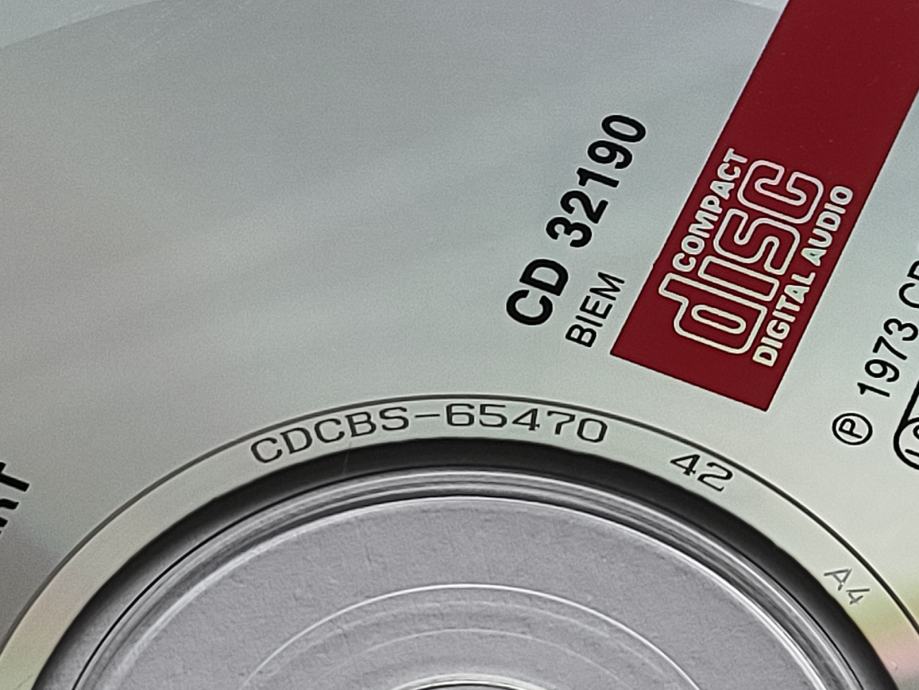 CD 32190
BIEM
COMPACT
disc
DIGITAL AUDIO
℗ 1973
CDCBS-65470 42
A4